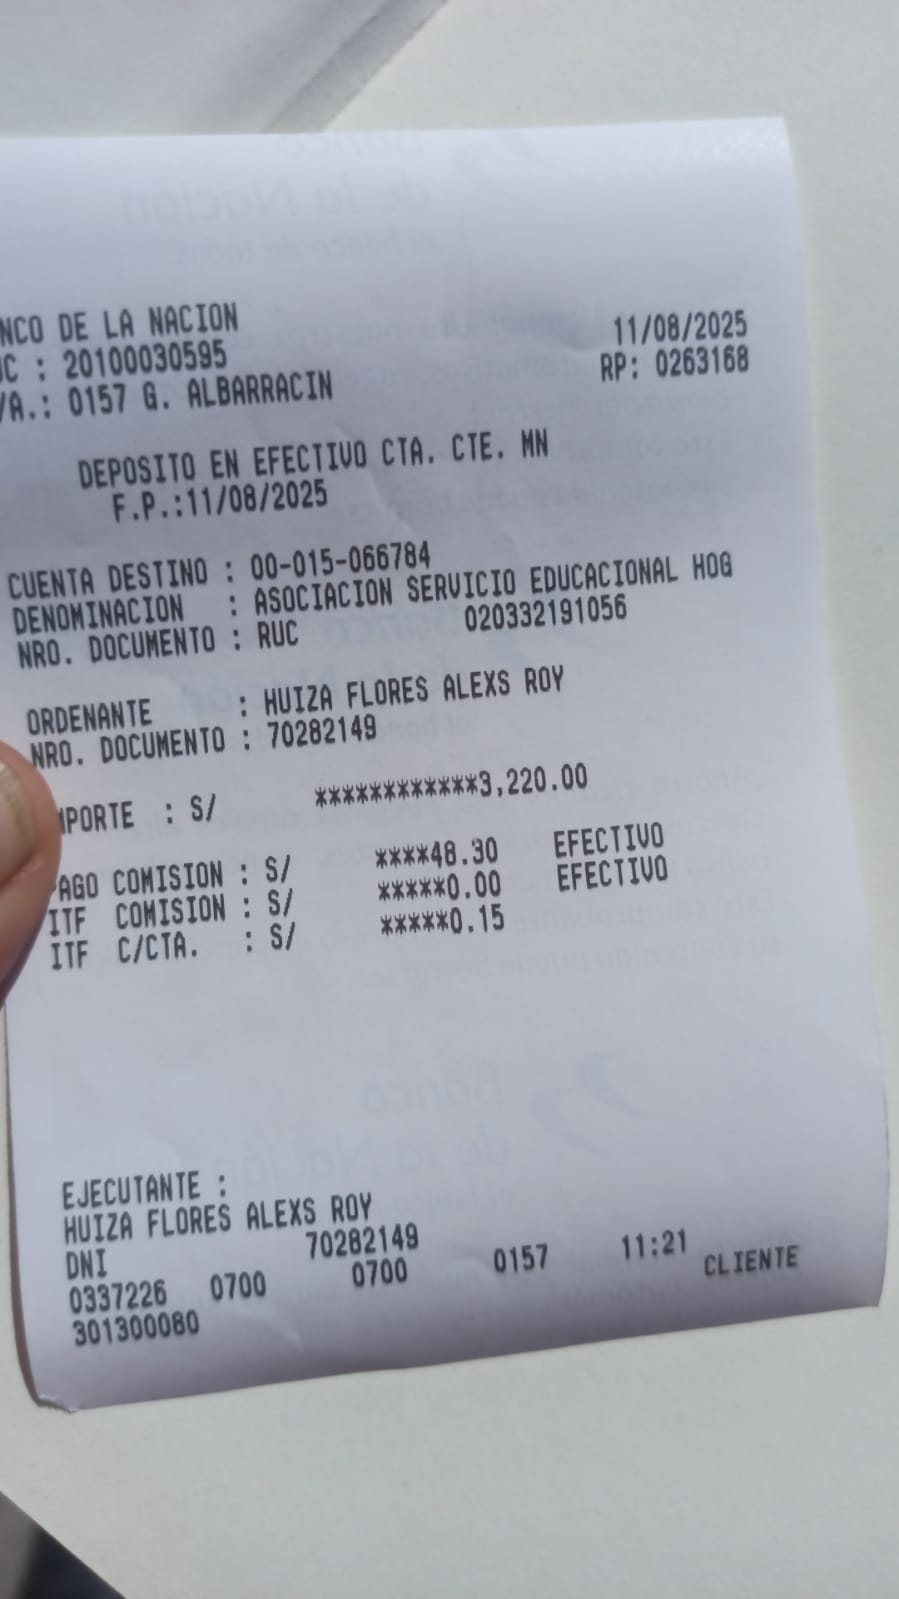 NCO DE LA NACION 11/08/2025
UC : 20100030595 RP: 0263168
/A.: 0157 G. ALBARRACIN
DEPOSITO EN EFECTIVO CTA. CTE. MN
F.P.:11/08/2025
CUENTA DESTINO : 00-015-066784
DENOMINACION : ASOCIACION SERVICIO EDUCACIONAL HOG
NRO. DOCUMENTO : RUC 020332191056
ORDENANTE : HUIZA FLORES ALEXS ROY
NRO. DOCUMENTO : 70282149
MPORTE : S/ ************3,220.00
PAGO COMISION : S/ ****48.30 EFECTIVO
ITF COMISION : S/ *****0.00 EFECTIVO
ITF C/CTA. : S/ *****0.15
EJECUTANTE :
HUIZA FLORES ALEXS ROY
DNI 70282149
0337226 0700 0700 0157 11:21 CLIENTE
301300080